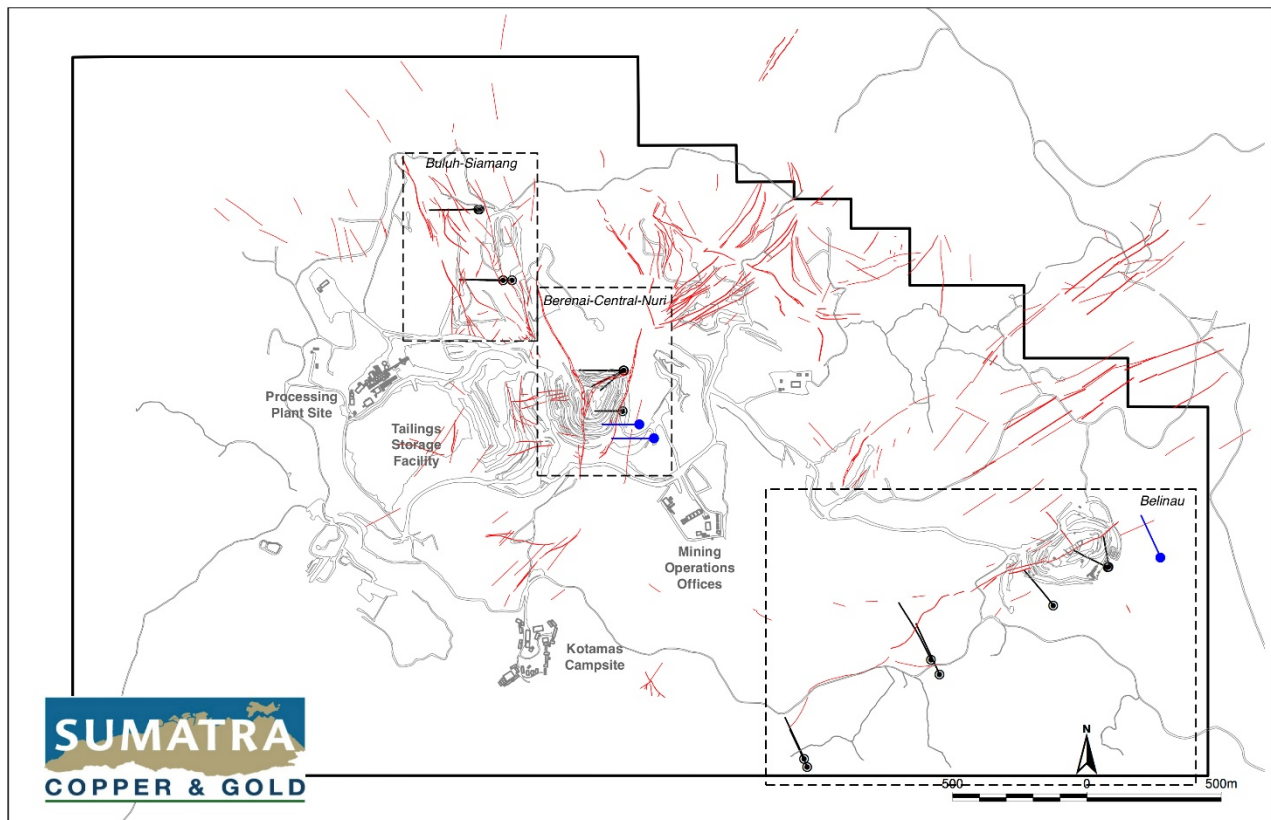 Buluh-Siamang
Berenai-Central-Nuri
Processing
Plant Site
Tailings
Storage
Facility
Belinau
Mining
Operations
Offices
Kotamas
Campsite
SUMATRA
COPPER & GOLD
N
500 0 500m